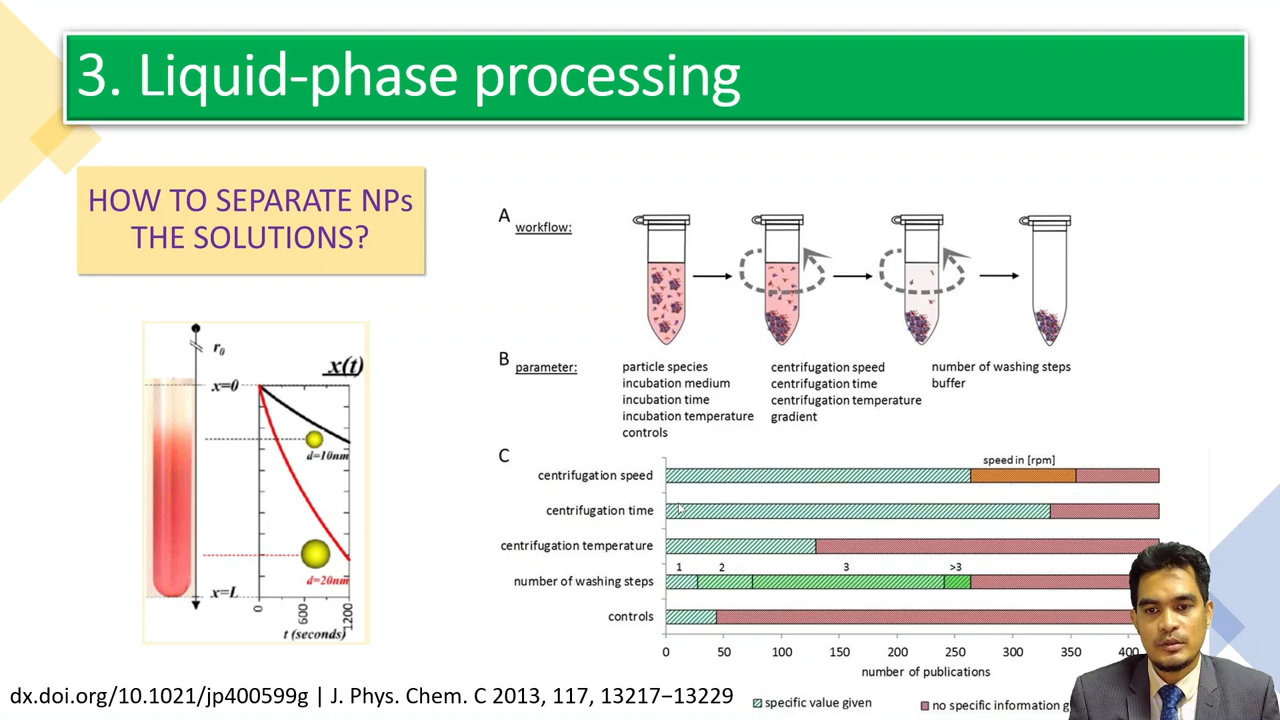 3. Liquid-phase processing
HOW TO SEPARATE NPs
THE SOLUTIONS?
r0
x(t)
x=0
d=10nm
d=20nm
x=L
0
600
1200
t (seconds)
A
workflow:
B
parameter:
particle species
incubation medium
incubation time
incubation temperature
controls
centrifugation speed
centrifugation time
centrifugation temperature
gradient
number of washing steps
buffer
C
speed in [rpm]
centrifugation speed
centrifugation time
centrifugation temperature
1 2 3 >3
number of washing steps
controls
0 50 100 150 200 250 300 350 400
number of publications
specific value given
no specific information
dx.doi.org/10.1021/jp400599g | J. Phys. Chem. C 2013, 117, 13217−13229